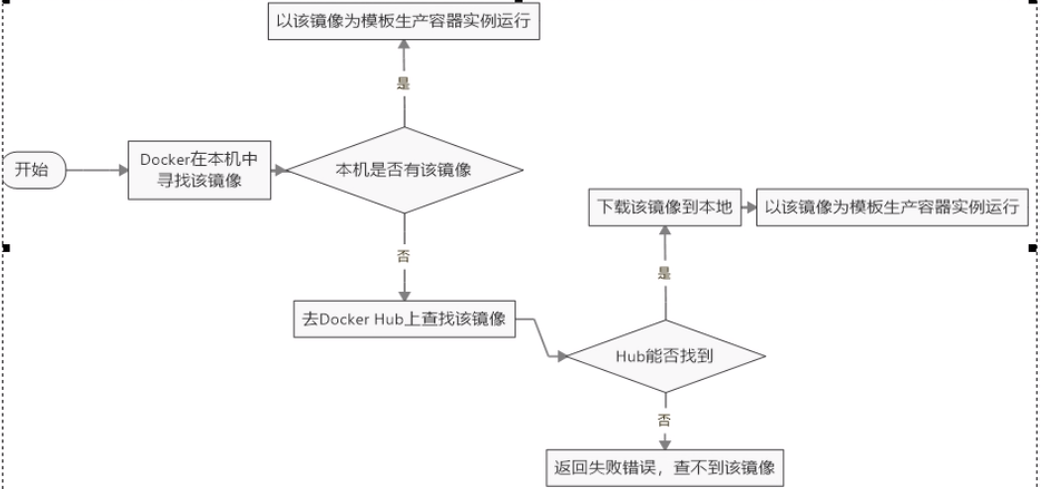 以该镜像为模板生产容器实例运行
是
开始
Docker在本机中
寻找该镜像
本机是否有该镜像
下载该镜像到本地
以该镜像为模板生产容器实例运行
否
是
去Docker Hub上查找该镜像
Hub能否找到
否
返回失败错误，查不到该镜像